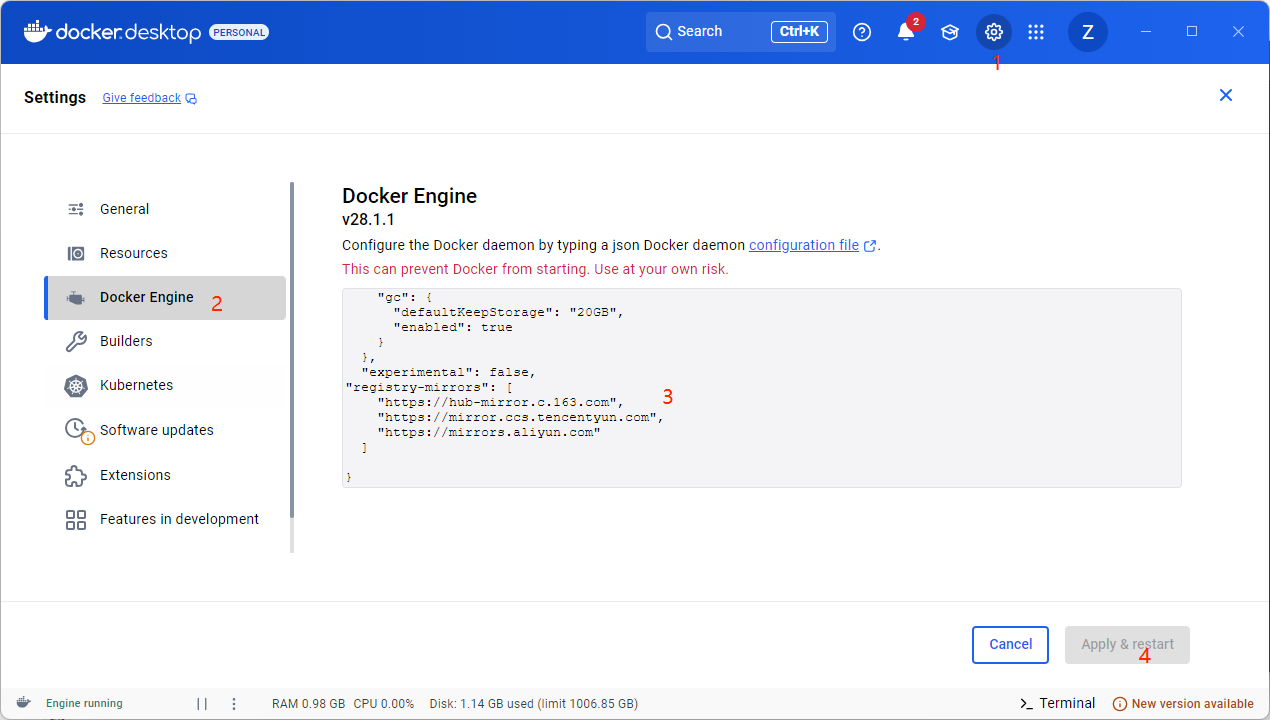 docker.desktop PERSONAL
Search Ctrl+K
2
Z
1
Settings Give feedback
General
Resources
Docker Engine 2
Builders
Kubernetes
Software updates
Extensions
Features in development
Docker Engine
v28.1.1
Configure the Docker daemon by typing a json Docker daemon configuration file.
This can prevent Docker from starting. Use at your own risk.
"gc": {
"defaultKeepStorage": "20GB",
"enabled": true
}
},
"experimental": false,
"registry-mirrors": [
"https://hub-mirror.c.163.com",
"https://mirror.ccs.tencentyun.com",
"https://mirrors.aliyun.com"
]
}
3
Cancel
Apply & restart
4
Engine running
RAM 0.98 GB CPU 0.00% Disk: 1.14 GB used (limit 1006.85 GB)
>_ Terminal
New version available